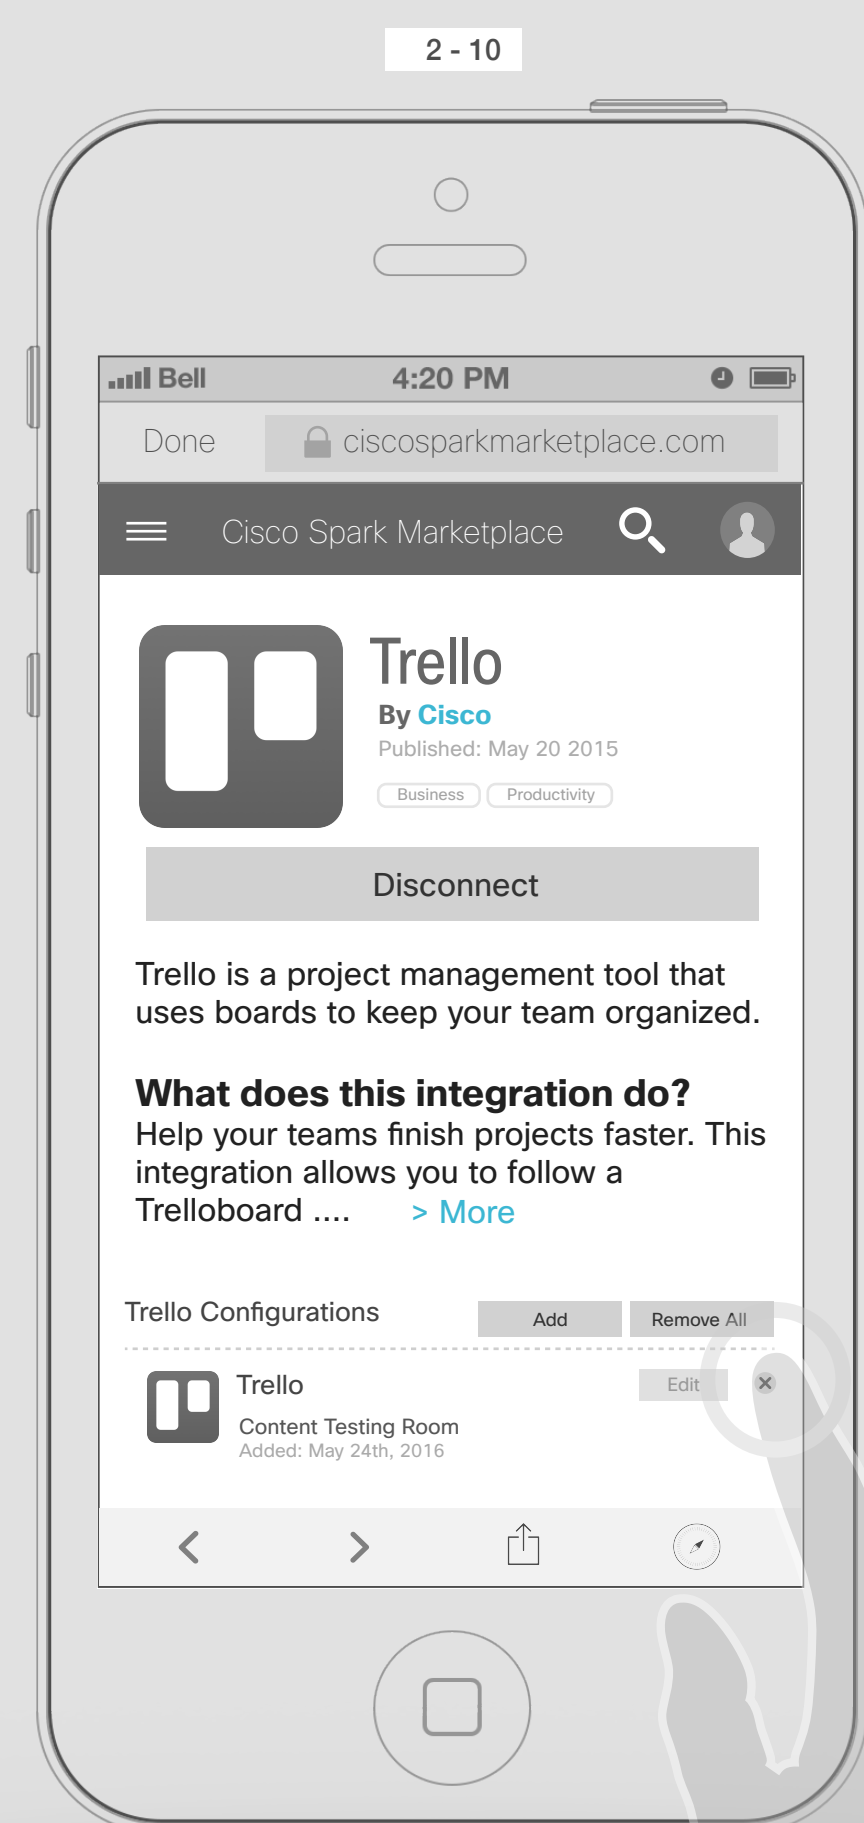 2 - 10
Bell 4:20 PM
Done ciscosparkmarketplace.com
Cisco Spark Marketplace
Trello
By Cisco
Published: May 20 2015
Business Productivity
Disconnect
Trello is a project management tool that
uses boards to keep your team organized.
What does this integration do?
Help your teams finish projects faster. This
integration allows you to follow a
Trelloboard .... > More
Trello Configurations Add Remove All
Trello Edit
Content Testing Room
Added: May 24th, 2016